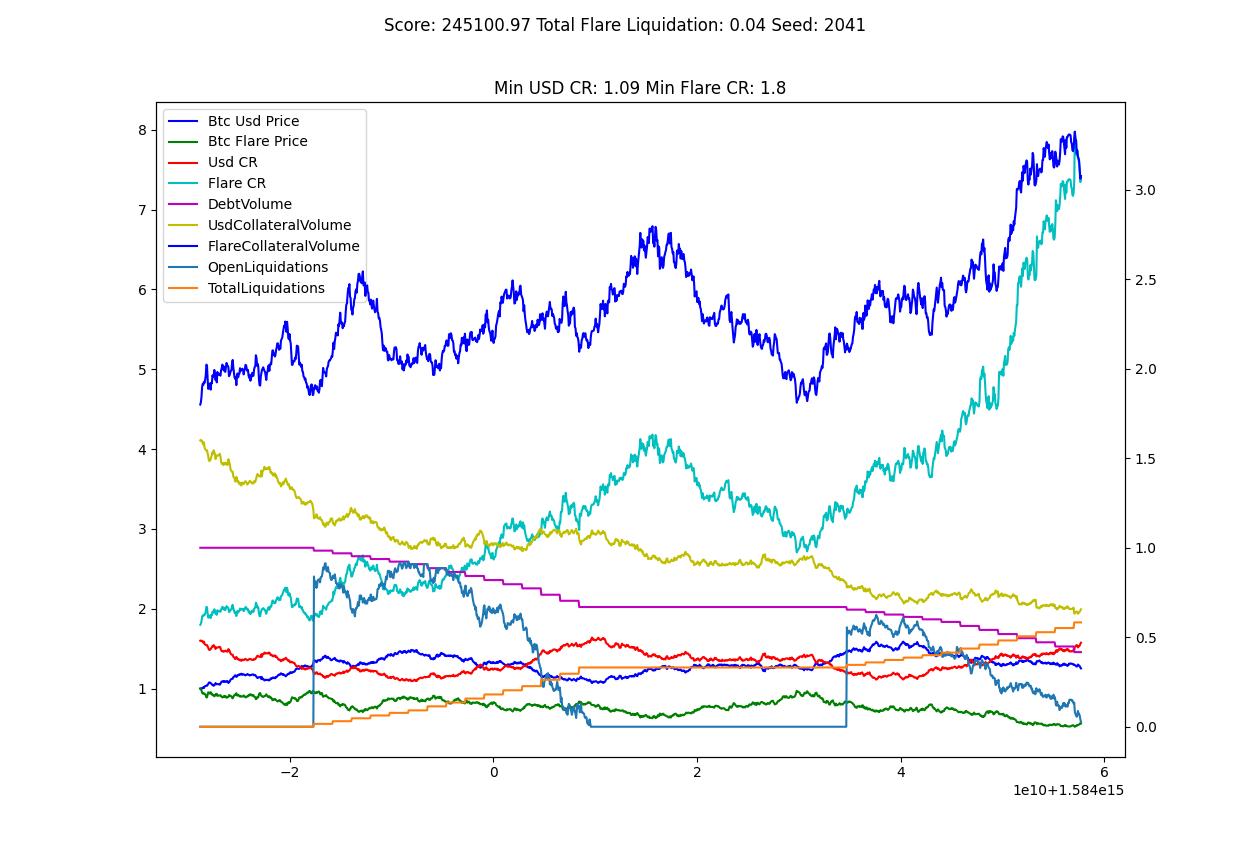 Score: 245100.97 Total Flare Liquidation: 0.04 Seed: 2041
Min USD CR: 1.09 Min Flare CR: 1.8
Btc Usd Price
Btc Flare Price
Usd CR
Flare CR
DebtVolume
UsdCollateralVolume
FlareCollateralVolume
OpenLiquidations
TotalLiquidations
8
7
6
5
4
3
2
1
3.0
2.5
2.0
1.5
1.0
0.5
0.0
−2 0 2 4 6
1e10+1.584e15